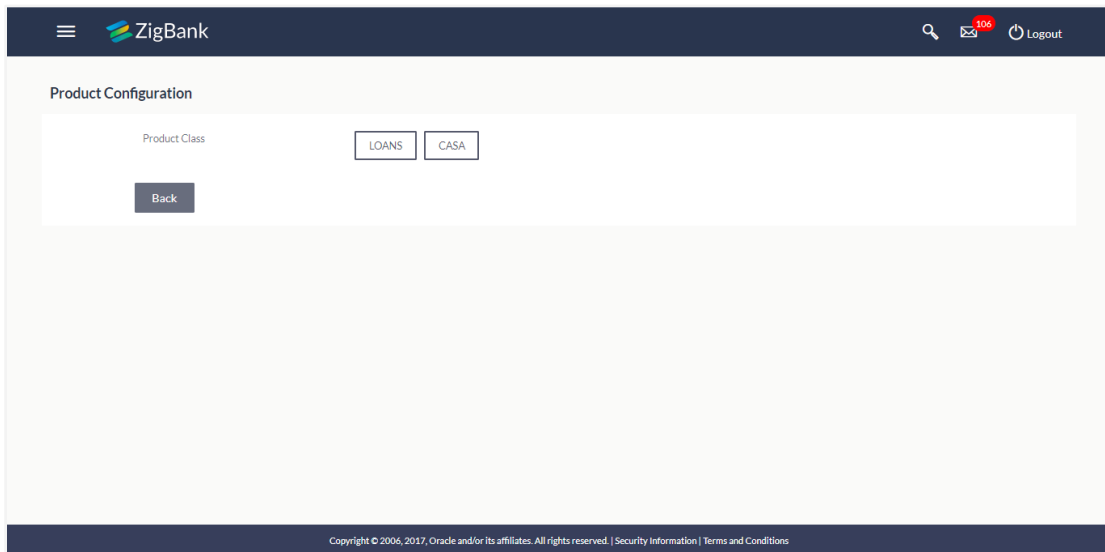 ZigBank
106
Logout
Product Configuration
Product Class
LOANS
CASA
Back
Copyright © 2006, 2017, Oracle and/or its affiliates. All rights reserved. | Security Information | Terms and Conditions